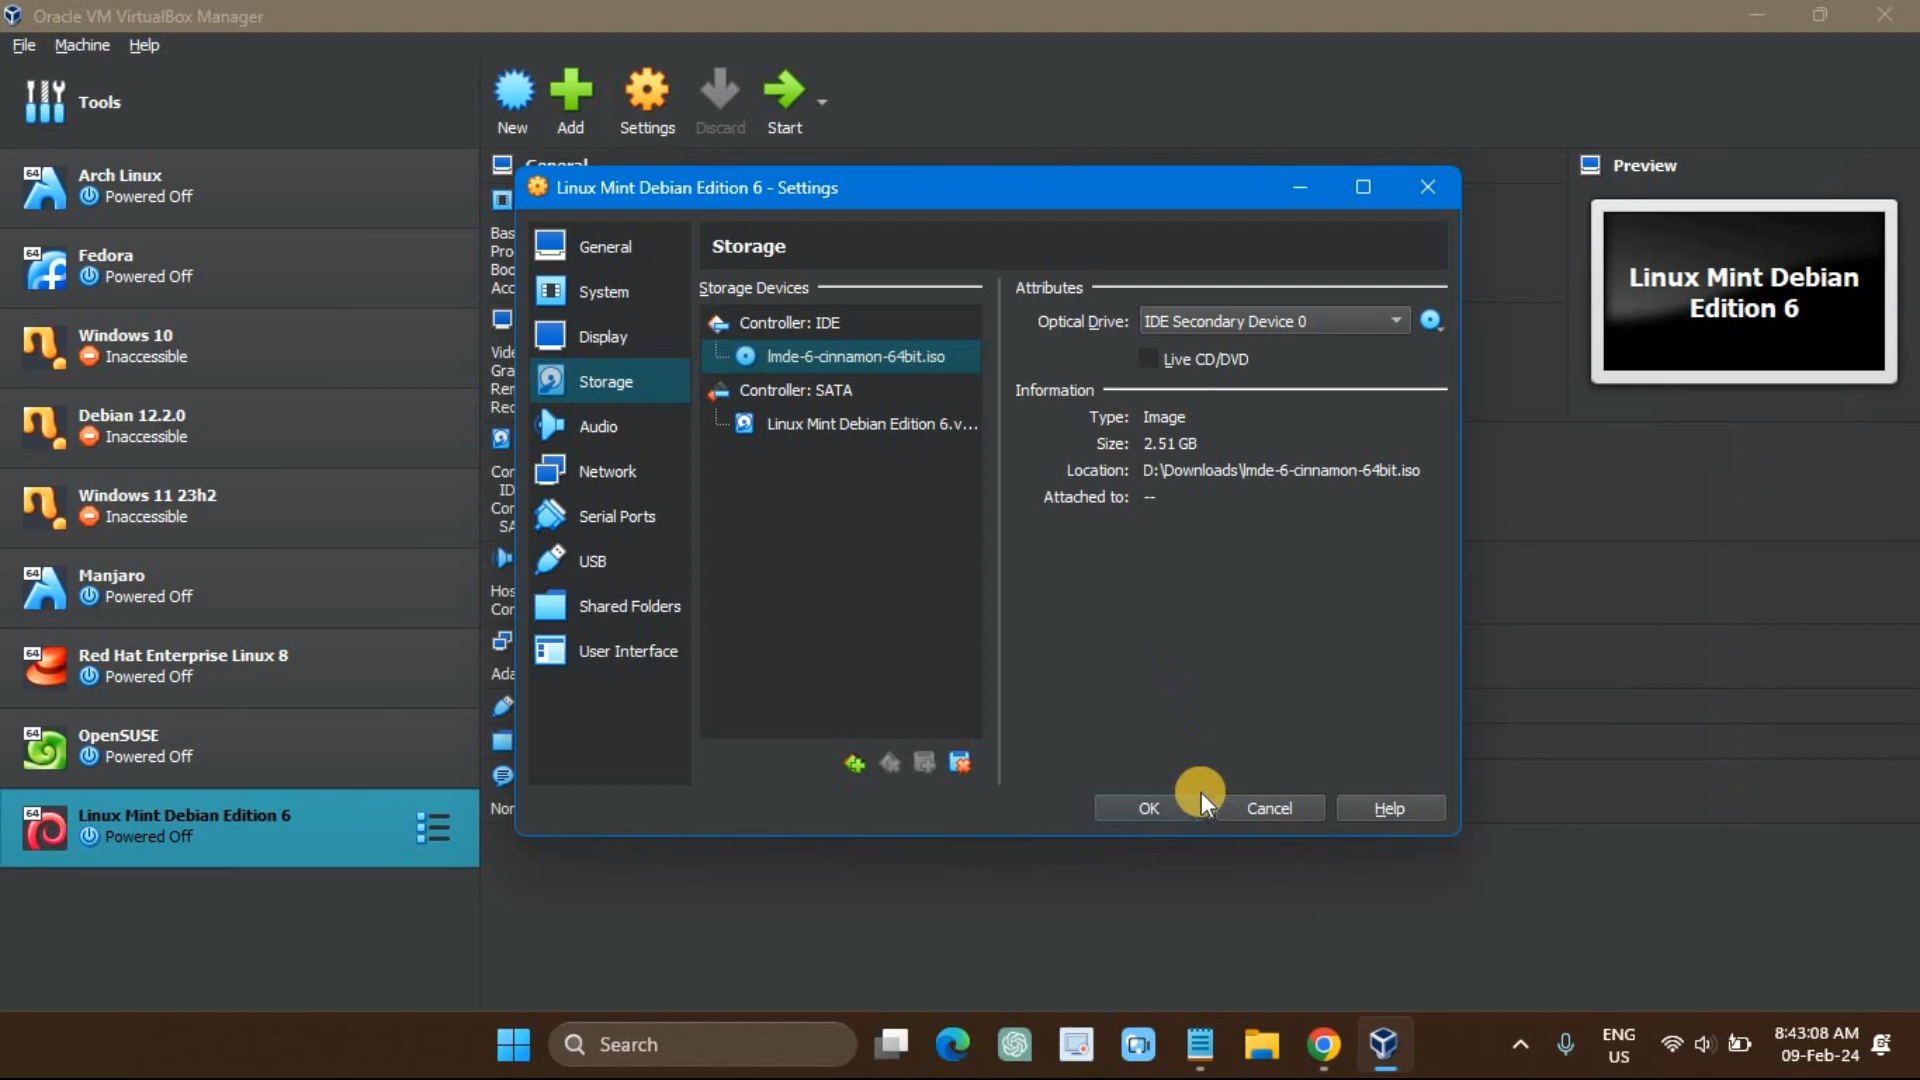 Oracle VM VirtualBox Manager
File Machine Help
Tools
New Add Settings Discard Start
64 Arch Linux
Powered Off
64 Fedora
Powered Off
Windows 10
Inaccessible
Debian 12.2.0
Inaccessible
Windows 11 23h2
Inaccessible
64 Manjaro
Powered Off
64 Red Hat Enterprise Linux 8
Powered Off
64 OpenSUSE
Powered Off
64 Linux Mint Debian Edition 6
Powered Off
General
Linux Mint Debian Edition 6 - Settings
General
System
Display
Storage
Audio
Network
Serial Ports
USB
Shared Folders
User Interface
Storage
Storage Devices
Controller: IDE
lmde-6-cinnamon-64bit.iso
Controller: SATA
Linux Mint Debian Edition 6.v...
Attributes
Optical Drive: IDE Secondary Device 0
Live CD/DVD
Information
Type: Image
Size: 2.51 GB
Location: D:\Downloads\lmde-6-cinnamon-64bit.iso
Attached to: --
OK Cancel Help
Preview
Linux Mint Debian
Edition 6
Search
ENG
US
8:43:08 AM
09-Feb-24